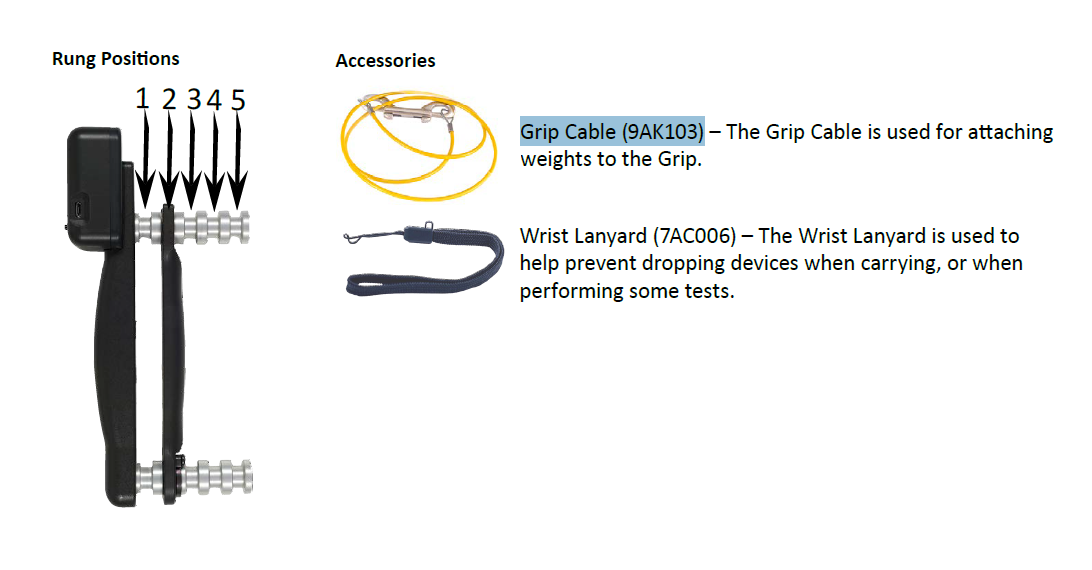 Rung Positions
1 2 3 4 5
Accessories
Grip Cable (9AK103) – The Grip Cable is used for attaching
weights to the Grip.
Wrist Lanyard (7AC006) – The Wrist Lanyard is used to
help prevent dropping devices when carrying, or when
performing some tests.